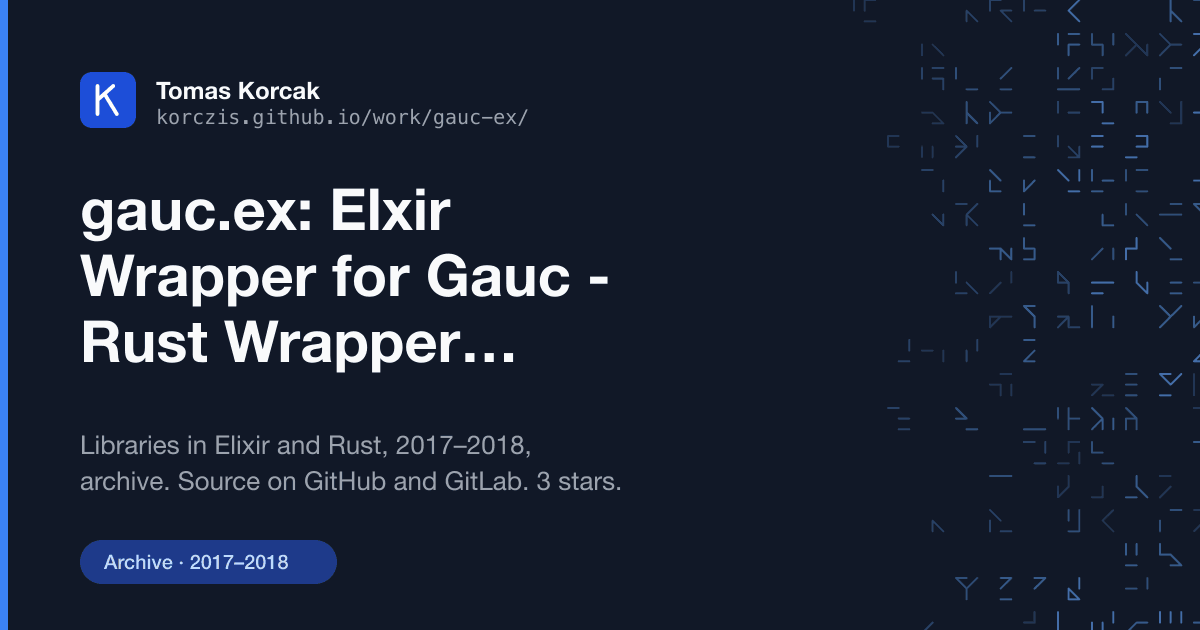 K
Tomas Korcak
korczis.github.io/work/gauc-ex/
gauc.ex: Elxir
Wrapper for Gauc -
Rust Wrapper…
Libraries in Elixir and Rust, 2017–2018,
archive. Source on GitHub and GitLab. 3 stars.
Archive · 2017–2018